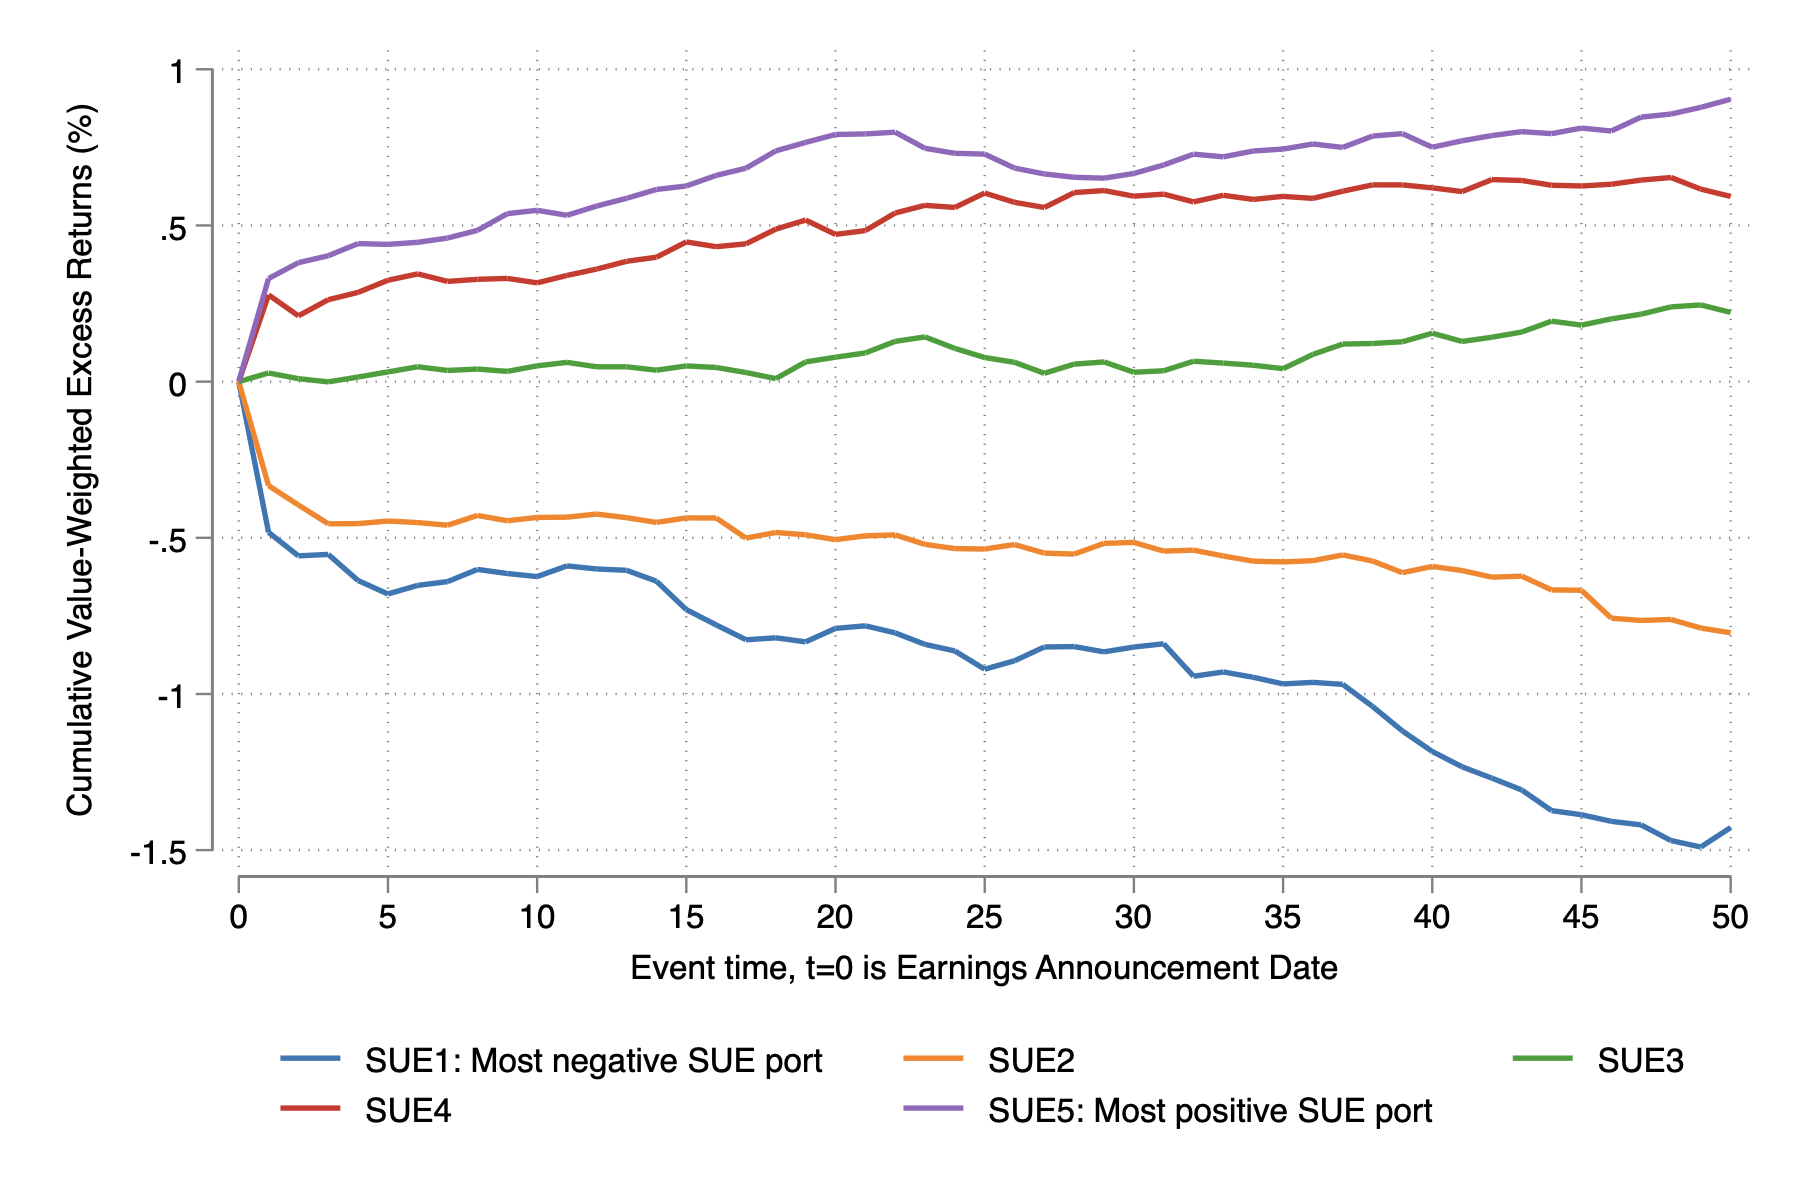 Cumulative Value-Weighted Excess Returns (%)
1
.5
0
-.5
-1
-1.5
0 5 10 15 20 25 30 35 40 45 50
Event time, t=0 is Earnings Announcement Date
SUE1: Most negative SUE port SUE2 SUE3
SUE4 SUE5: Most positive SUE port